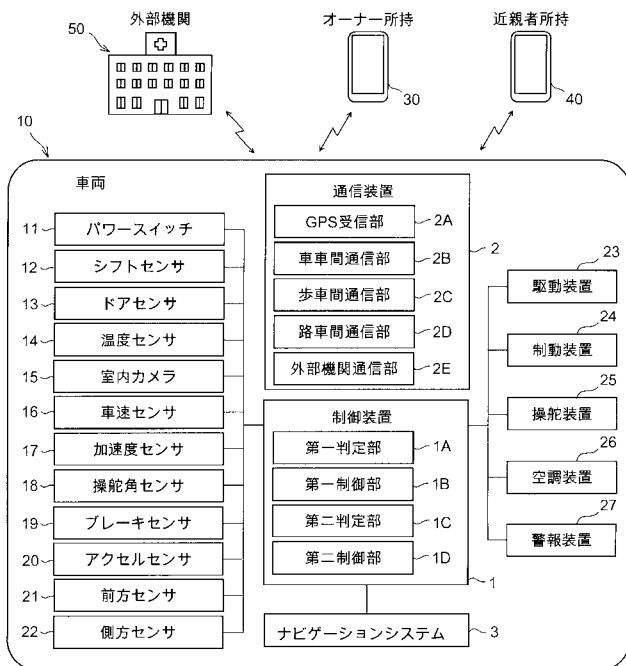 外部機関
オーナー所持
近親者所持
50
30
40
10
車両
11 パワースイッチ
12 シフトセンサ
13 ドアセンサ
14 温度センサ
15 室内カメラ
16 車速センサ
17 加速度センサ
18 操舵角センサ
19 ブレーキセンサ
20 アクセルセンサ
21 前方センサ
22 側方センサ
通信装置
GPS受信部 2A
車車間通信部 2B
歩車間通信部 2C
路車間通信部 2D
外部機関通信部 2E
2
制御装置
第一判定部 1A
第一制御部 1B
第二判定部 1C
第二制御部 1D
1
ナビゲーションシステム 3
23
駆動装置
24
制動装置
25
操舵装置
26
空調装置
27
警報装置